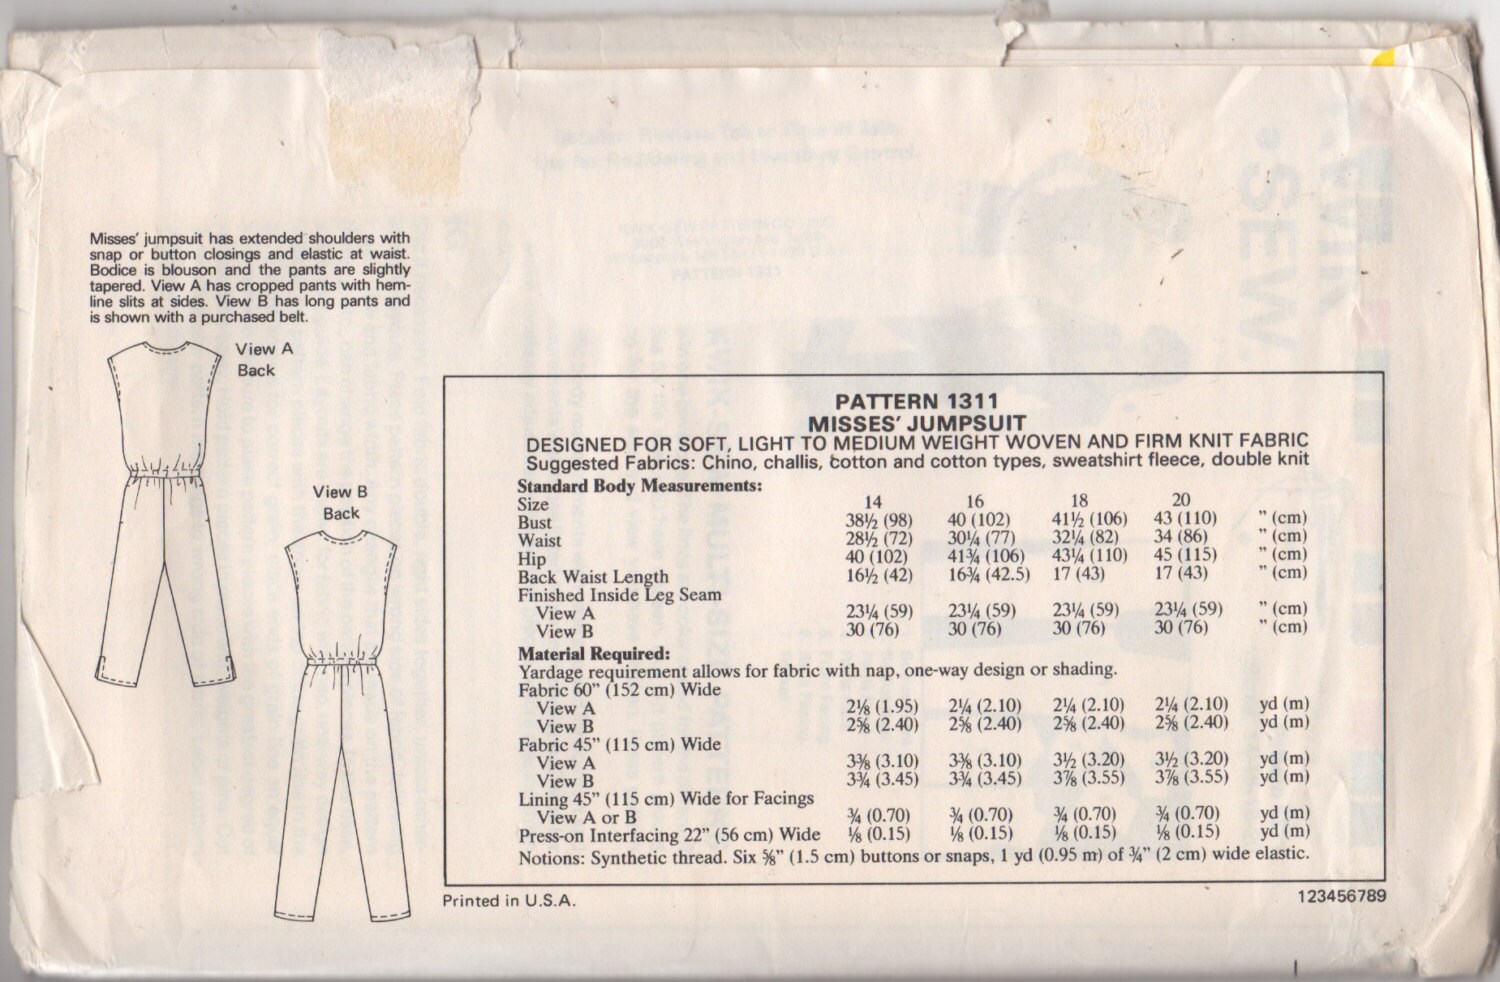 Misses' jumpsuit has extended shoulders with
snap or button closings and elastic at waist.
Bodice is blouson and the pants are slightly
tapered. View A has cropped pants with hem-
line slits at sides. View B has long pants and
is shown with a purchased belt.
View A
Back
View B
Back
PATTERN 1311
MISSES' JUMPSUIT
DESIGNED FOR SOFT, LIGHT TO MEDIUM WEIGHT WOVEN AND FIRM KNIT FABRIC
Suggested Fabrics: Chino, challis, cotton and cotton types, sweatshirt fleece, double knit
Standard Body Measurements:
Size 14 16 18 20
Bust 38½ (98) 40 (102) 41½ (106) 43 (110) " (cm)
Waist 28½ (72) 30¼ (77) 32¼ (82) 34 (86) " (cm)
Hip 40 (102) 41¾ (106) 43¼ (110) 45 (115) " (cm)
Back Waist Length 16½ (42) 16¾ (42.5) 17 (43) 17 (43) " (cm)
Finished Inside Leg Seam
View A 23¼ (59) 23¼ (59) 23¼ (59) 23¼ (59) " (cm)
View B 30 (76) 30 (76) 30 (76) 30 (76) " (cm)
Material Required:
Yardage requirement allows for fabric with nap, one-way design or shading.
Fabric 60" (152 cm) Wide
View A 2⅛ (1.95) 2¼ (2.10) 2¼ (2.10) 2¼ (2.10) yd (m)
View B 2⅝ (2.40) 2⅝ (2.40) 2⅝ (2.40) 2⅝ (2.40) yd (m)
Fabric 45" (115 cm) Wide
View A 3⅜ (3.10) 3⅜ (3.10) 3½ (3.20) 3½ (3.20) yd (m)
View B 3¾ (3.45) 3¾ (3.45) 3⅞ (3.55) 3⅞ (3.55) yd (m)
Lining 45" (115 cm) Wide for Facings
View A or B ¾ (0.70) ¾ (0.70) ¾ (0.70) ¾ (0.70) yd (m)
Press-on Interfacing 22" (56 cm) Wide ⅛ (0.15) ⅛ (0.15) ⅛ (0.15) ⅛ (0.15) yd (m)
Notions: Synthetic thread. Six ⅝" (1.5 cm) buttons or snaps, 1 yd (0.95 m) of ¾" (2 cm) wide elastic.
Printed in U.S.A.
123456789